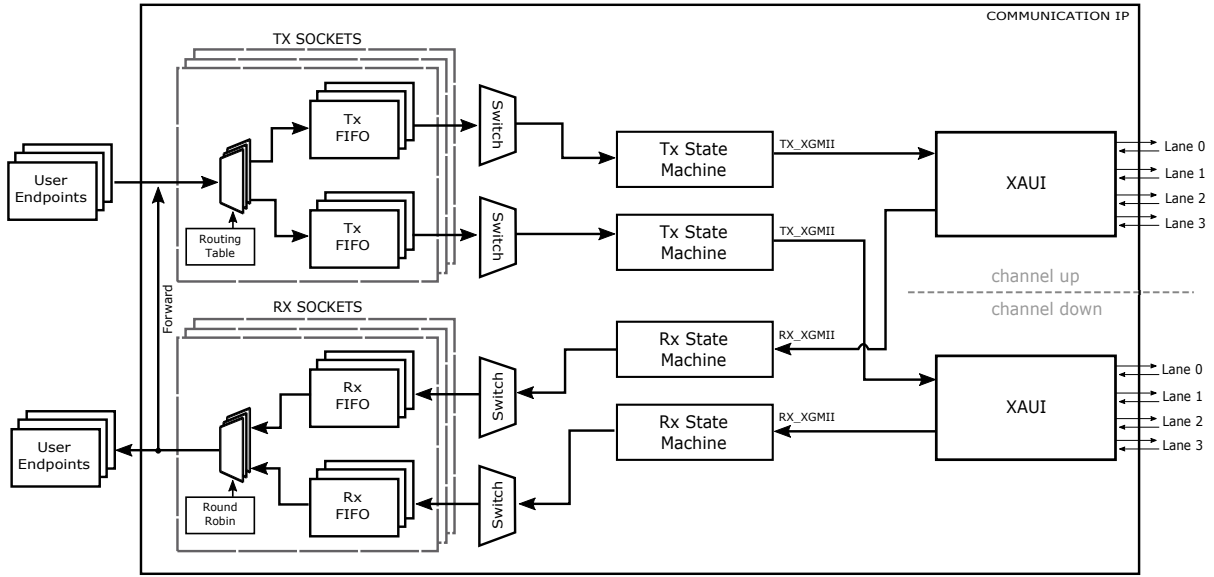 COMMUNICATION IP
TX SOCKETS
Tx
FIFO
Switch
Tx State
Machine
TX_XGMII
XAUI
Lane 0
Lane 1
Lane 2
Lane 3
User
Endpoints
Routing
Table
Tx
FIFO
Switch
Tx State
Machine
TX_XGMII
channel up
channel down
Forward
RX SOCKETS
Rx
FIFO
Switch
Rx State
Machine
RX_XGMII
XAUI
Lane 0
Lane 1
Lane 2
Lane 3
User
Endpoints
Round
Robin
Rx
FIFO
Switch
Rx State
Machine
RX_XGMII